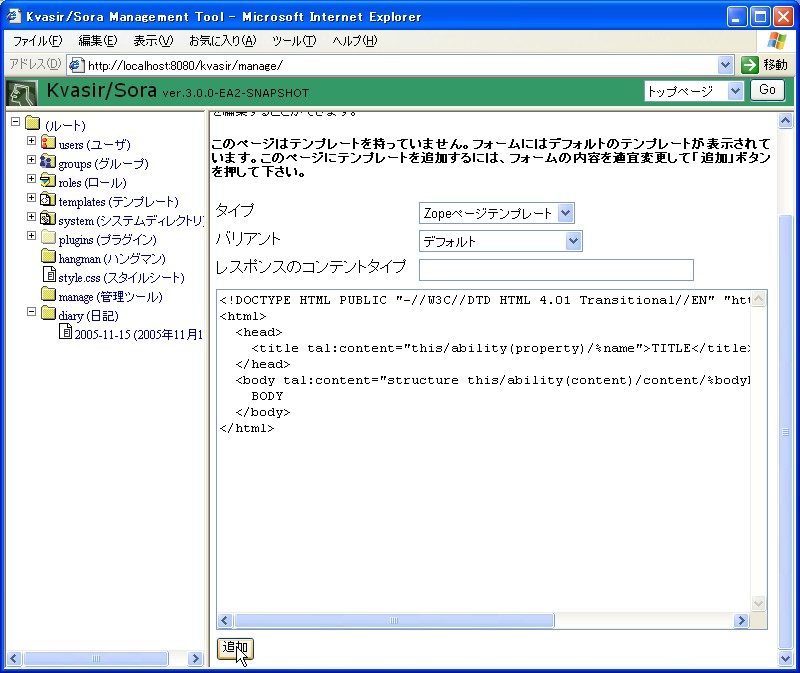 Kvasir/Sora Management Tool - Microsoft Internet Explorer
ファイル(F) 編集(E) 表示(V) お気に入り(A) ツール(T) ヘルプ(H)
アドレス(D) http://localhost:8080/kvasir/manage/ 移動
Kvasir/Sora ver.3.0.0-EA2-SNAPSHOT トップページ Go
(ルート)
users (ユーザ)
groups (グループ)
roles (ロール)
templates (テンプレート)
system (システムディレクトリ)
plugins (プラグイン)
hangman (ハングマン)
style.css (スタイルシート)
manage (管理ツール)
diary (日記)
2005-11-15 (2005年11月1
を編集することができます。
このページはテンプレートを持っていません。フォームにはデフォルトのテンプレートが表示されて
います。このページにテンプレートを追加するには、フォームの内容を適宜変更して「追加」ボタン
を押して下さい。
タイプ Zopeページテンプレート
バリアント デフォルト
レスポンスのコンテントタイプ
<!DOCTYPE HTML PUBLIC "-//W3C//DTD HTML 4.01 Transitional//EN" "htt
<html>
<head>
<title tal:content="this/ability(property)/%name">TITLE</title>
</head>
<body tal:content="structure this/ability(content)/content/%body
BODY
</body>
</html>
追加